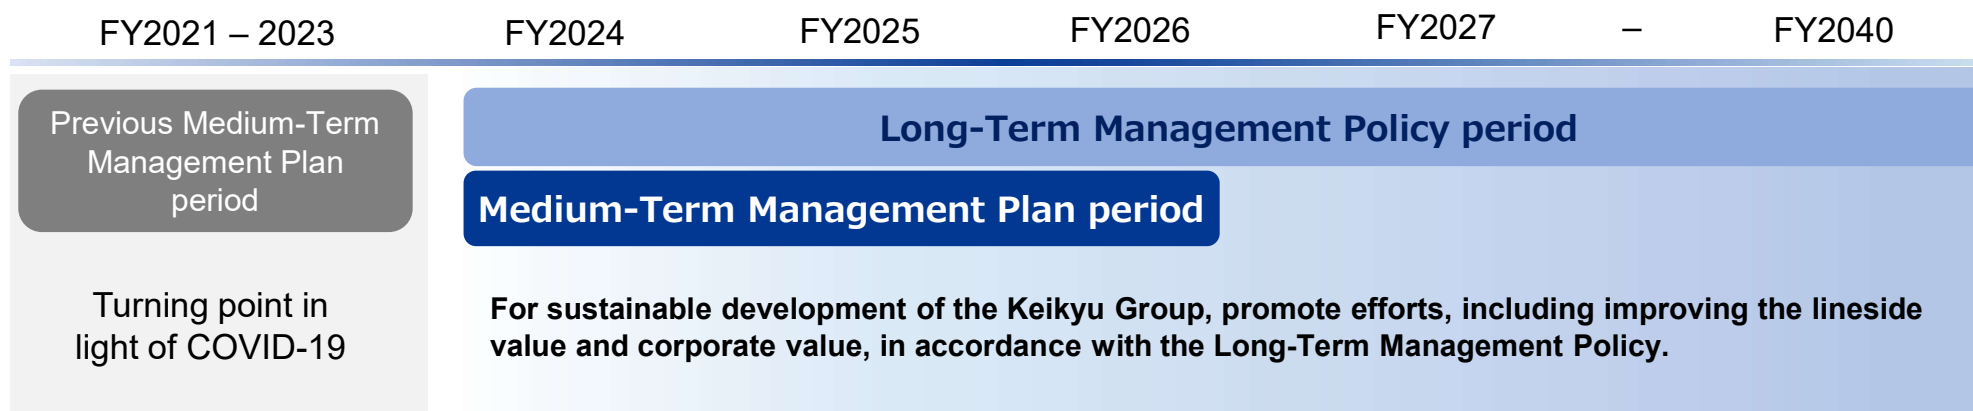 FY2021 – 2023 FY2024 FY2025 FY2026 FY2027 – FY2040
Previous Medium-Term
Management Plan
period
Long-Term Management Policy period
Medium-Term Management Plan period
Turning point in
light of COVID-19
For sustainable development of the Keikyu Group, promote efforts, including improving the lineside
value and corporate value, in accordance with the Long-Term Management Policy.